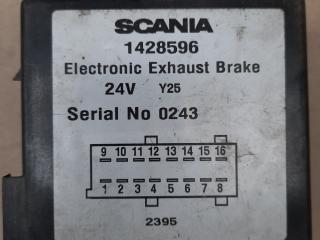 SCANIA
1428596
Electronic Exhaust Brake
24V Y25
Serial No 0243
9 10 11 12 13 14 15 16
1 2 3 4 5 6 7 8
2395